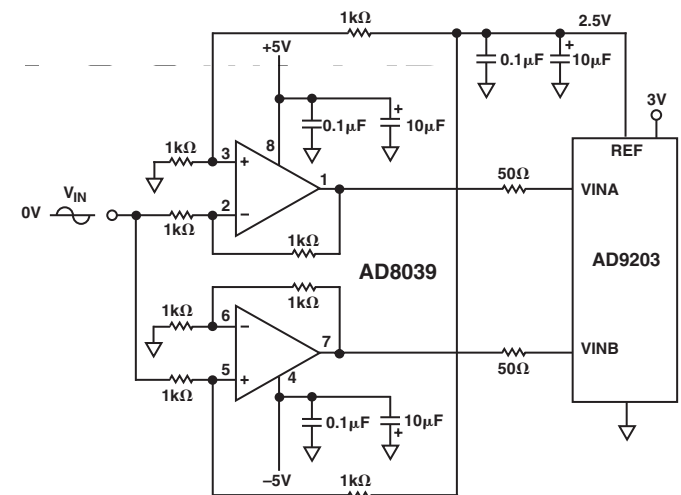 1kΩ
2.5V
+5V
0.1μF
10μF
+
3V
0.1μF
10μF
+
8
REF
1kΩ
3
+
1
50Ω
VINA
VIN
0V
2
–
1kΩ
1kΩ
AD8039
AD9203
1kΩ
1kΩ
6
–
7
VINB
5
+
50Ω
1kΩ
4
0.1μF
10μF
+
–5V
1kΩ